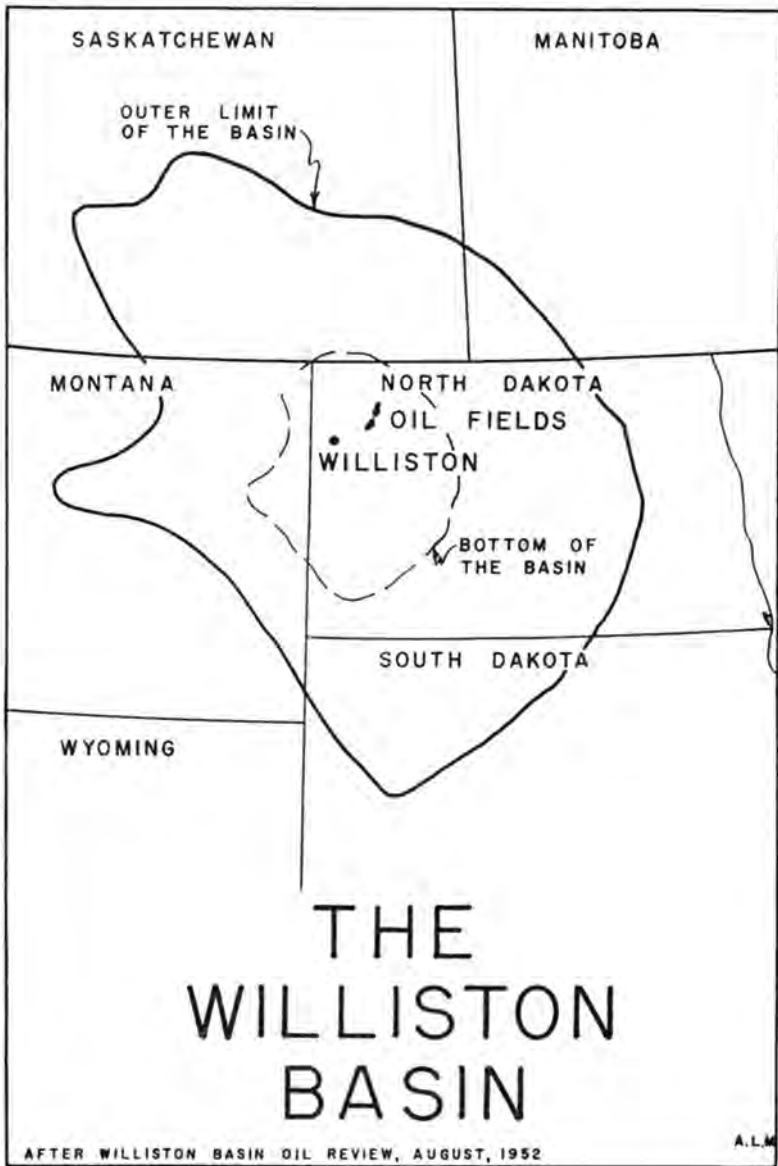 SASKATCHEWAN
MANITOBA
OUTER LIMIT
OF THE BASIN
MONTANA
NORTH DAKOTA
OIL FIELDS
WILLISTON
BOTTOM OF
THE BASIN
SOUTH DAKOTA
WYOMING
THE
WILLISTON
BASIN
A.L.M
AFTER WILLISTON BASIN OIL REVIEW, AUGUST, 1952